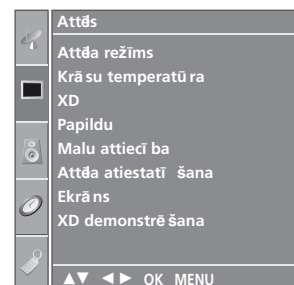 Attēls
Attēla režīms
Krāsu temperatūra
XD
Papildu
Malu attiecība
Attēla atiestatīšana
Ekrāns
XD demonstrēšana
▲▼ ◄► OK MENU